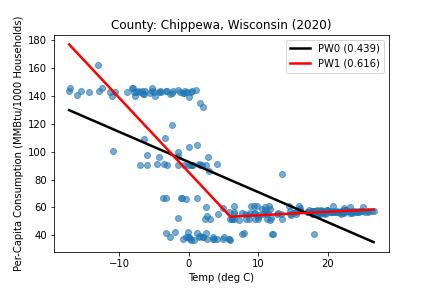 County: Chippewa, Wisconsin (2020)
Per-Capita Consumption (MMBtu/1000 Households)
180
160
140
120
100
80
60
40
PW0 (0.439)
PW1 (0.616)
−10
0
10
20
Temp (deg C)